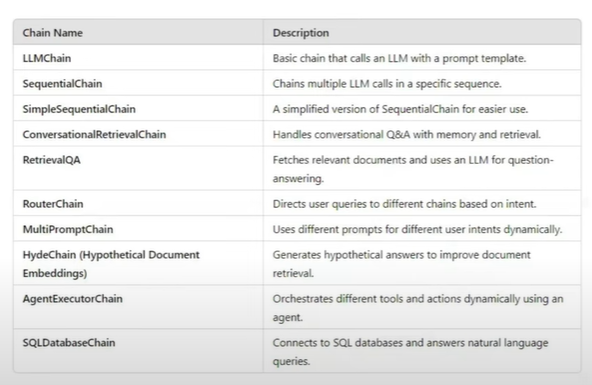 Chain Name Description
LLMChain Basic chain that calls an LLM with a prompt template.
SequentialChain Chains multiple LLM calls in a specific sequence.
SimpleSequentialChain A simplified version of SequentialChain for easier use.
ConversationalRetrievalChain Handles conversational Q&A with memory and retrieval.
RetrievalQA Fetches relevant documents and uses an LLM for question-
answering.
RouterChain Directs user queries to different chains based on intent.
MultiPromptChain Uses different prompts for different user intents dynamically.
HydeChain (Hypothetical Document Generates hypothetical answers to improve document
Embeddings) retrieval.
AgentExecutorChain Orchestrates different tools and actions dynamically using an
agent.
SQLDatabaseChain Connects to SQL databases and answers natural language
queries.